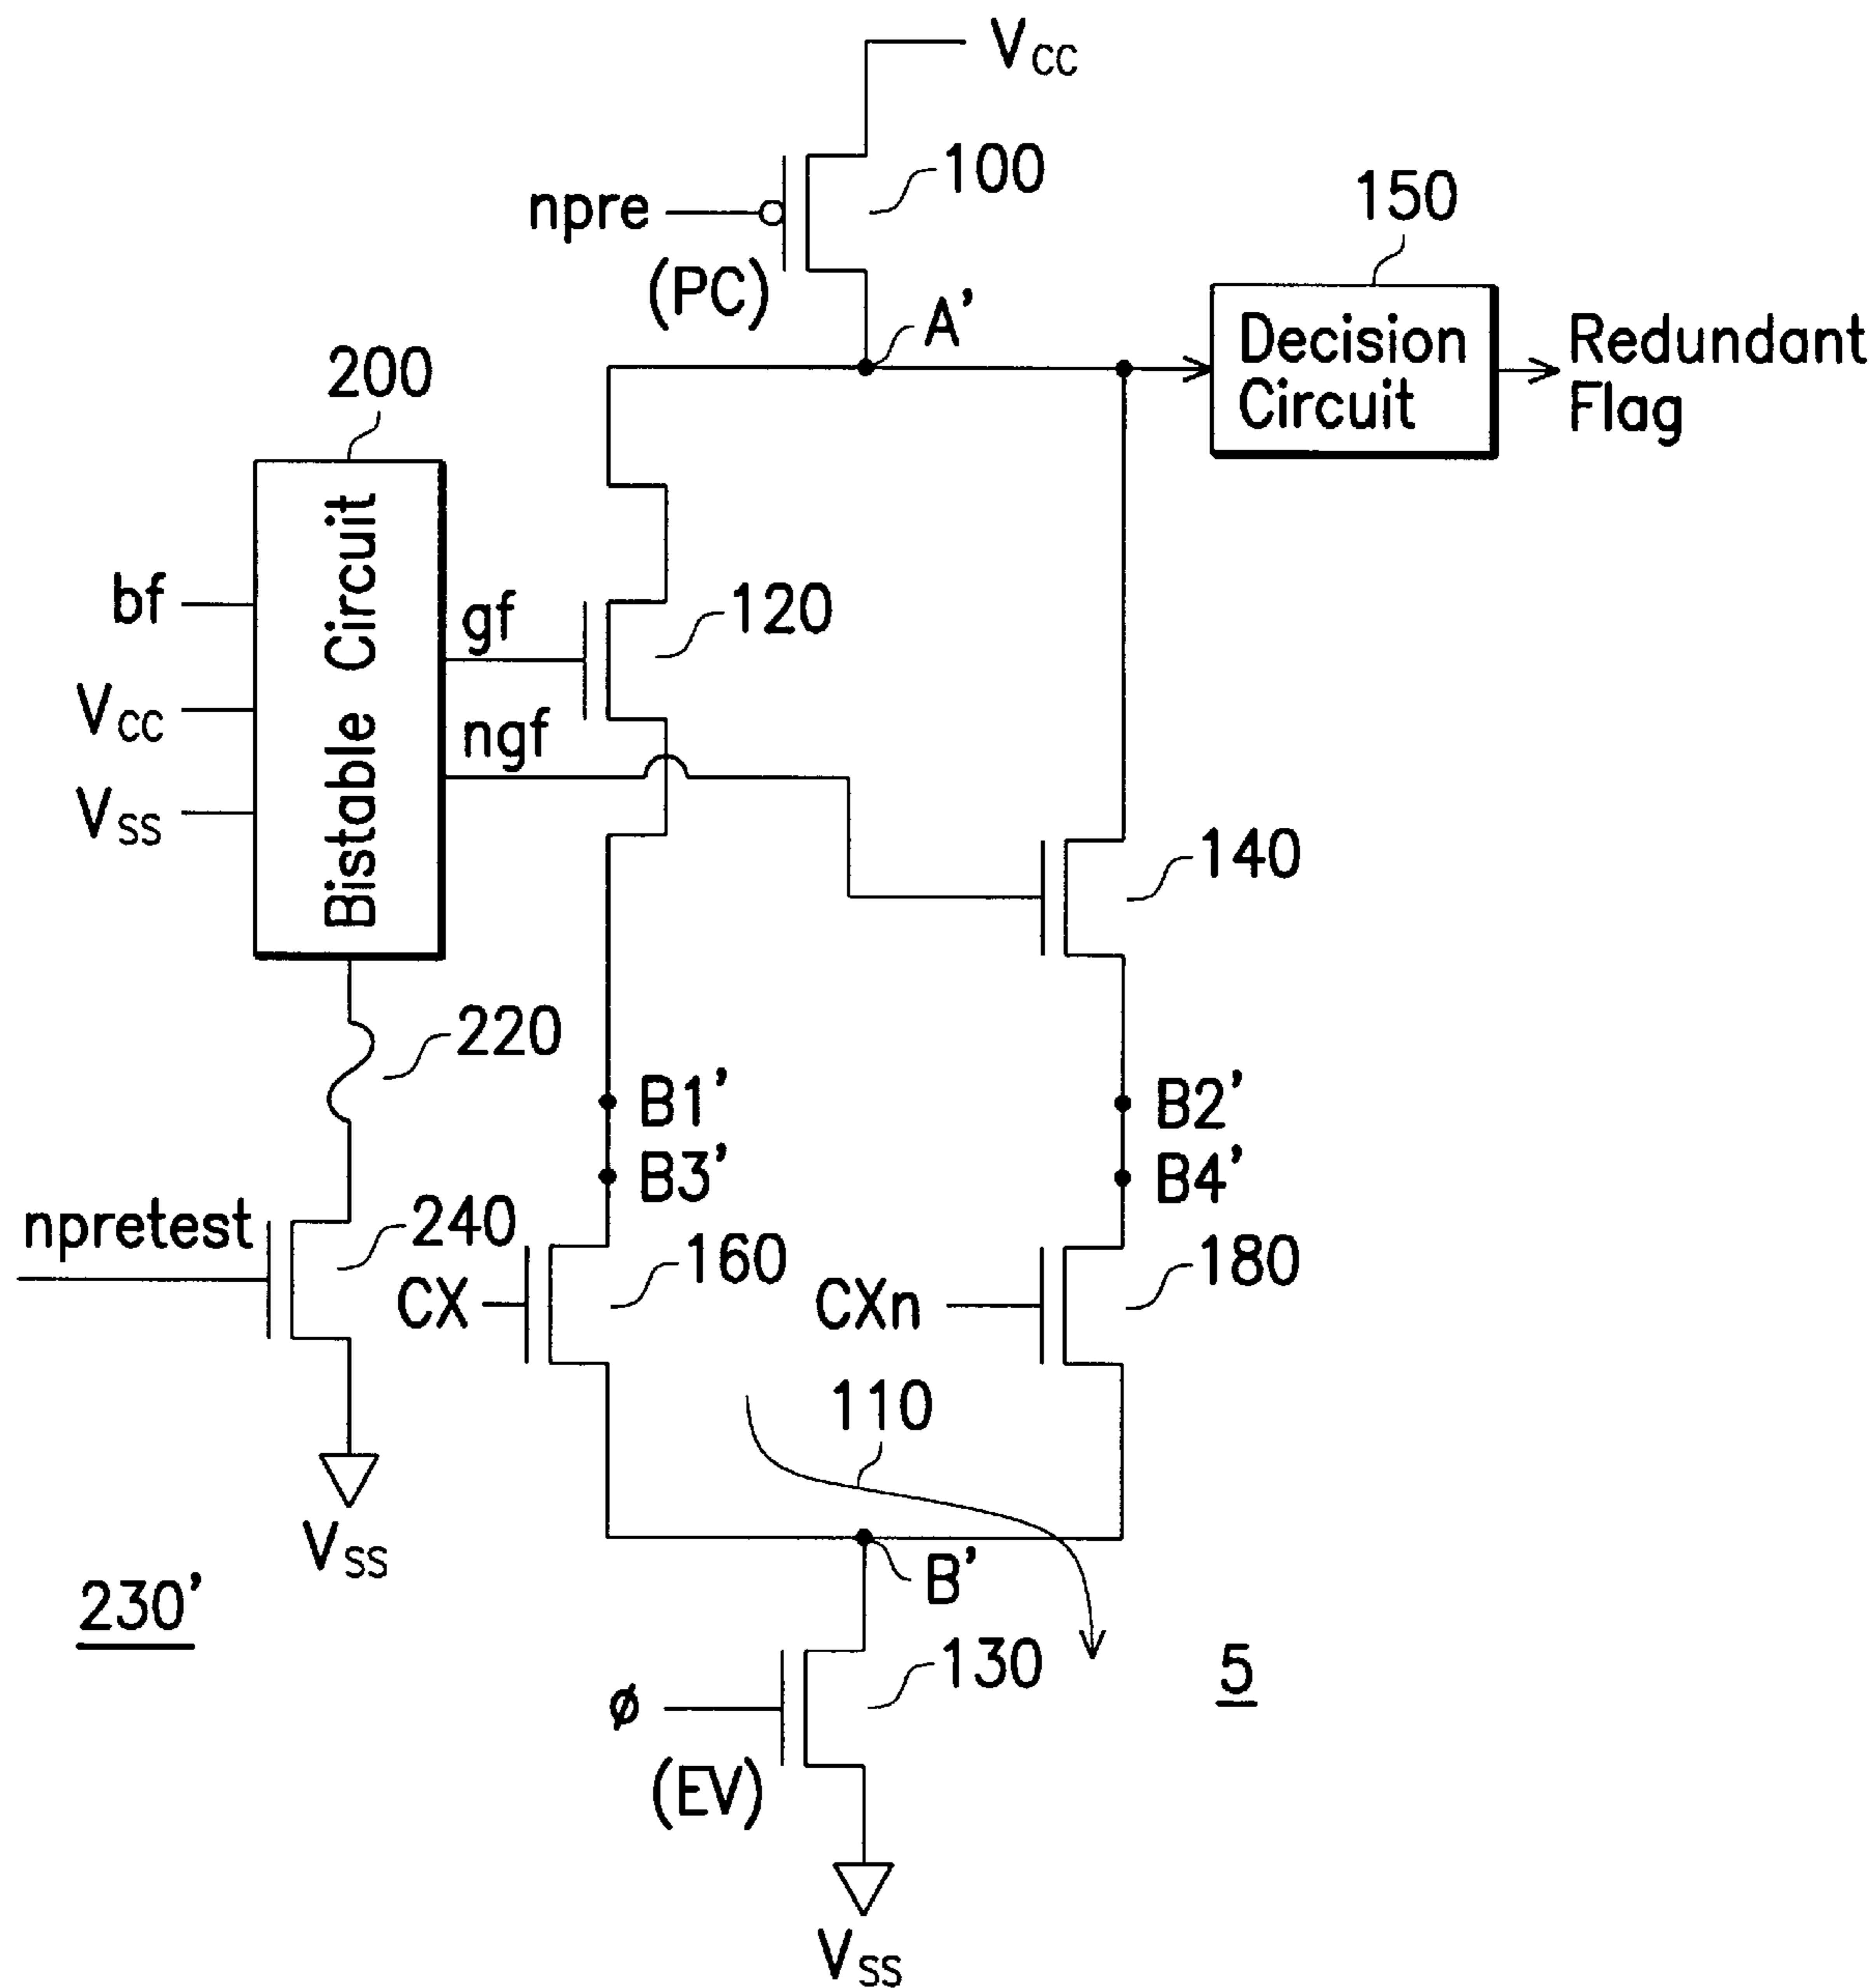 VCC
100
npre
(PC)
A'
150
Decision
Circuit
Redundant
Flag
200
Bistable Circuit
bf
VCC
VSS
gf
ngf
120
140
220
B1'
B3'
B2'
B4'
npretest
240
CX
160
CXn
180
110
VSS
230'
B'
130
5
ø
(EV)
VSS